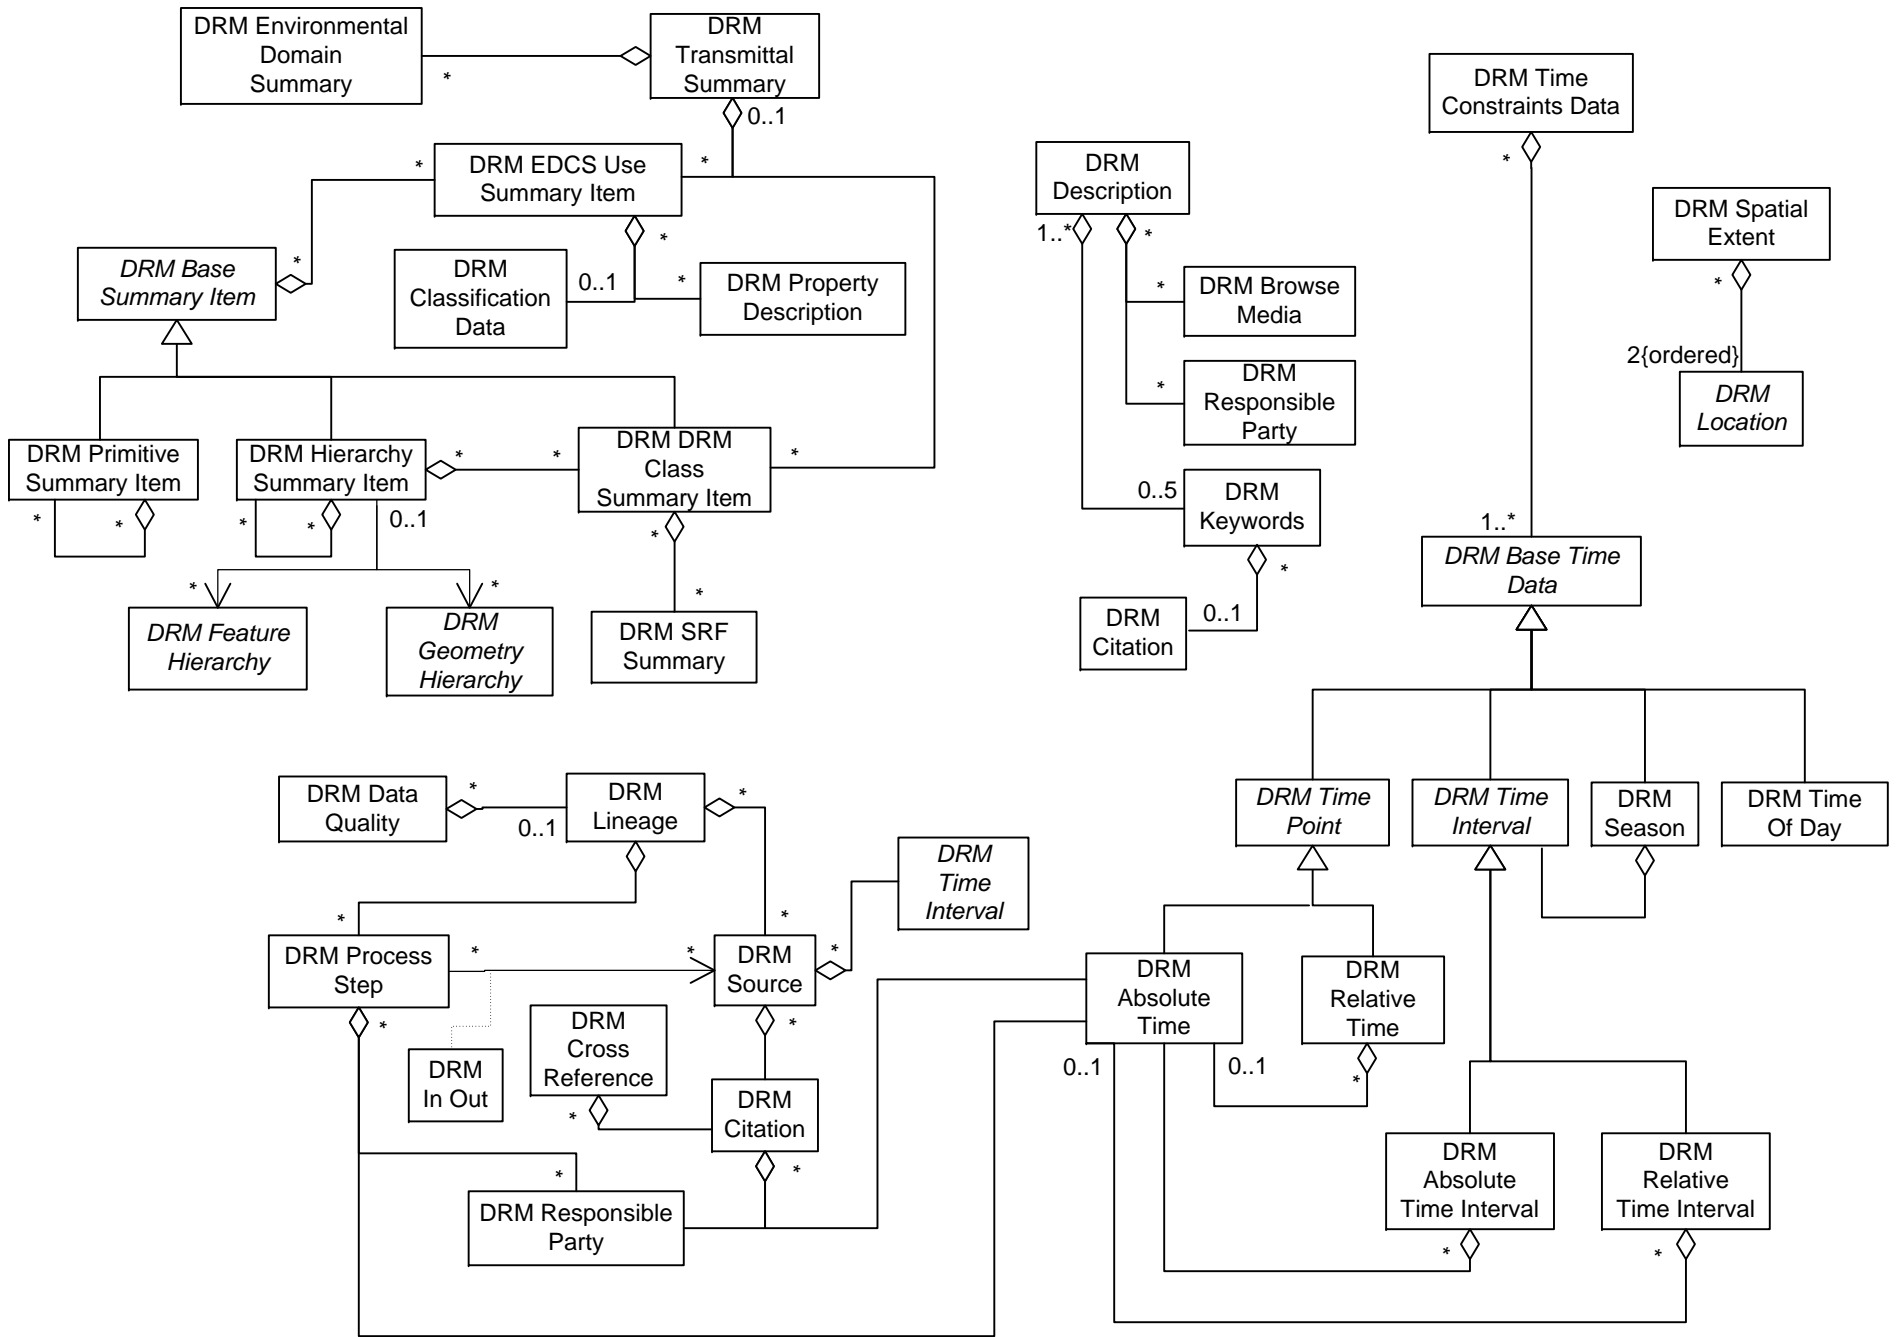 DRM Environmental
Domain
Summary
*
DRM
Transmittal
Summary
0..1
DRM EDCS Use
Summary Item
*
*
*
DRM Base
Summary Item
*
DRM
Classification
Data
0..1
DRM Property
Description
*
DRM Primitive
Summary Item
*
*
DRM Hierarchy
Summary Item
*
*
*
0..1
DRM DRM
Class
Summary Item
*
*
*
DRM Feature
Hierarchy
*
DRM
Geometry
Hierarchy
*
DRM SRF
Summary
*
DRM
Description
1..*
*
DRM Browse
Media
*
DRM
Responsible
Party
*
DRM
Keywords
0..5
*
DRM
Citation
0..1
DRM Time
Constraints Data
*
DRM Spatial
Extent
*
2{ordered}
DRM
Location
1..*
DRM Base Time
Data
DRM Time
Point
DRM Time
Interval
DRM
Season
DRM Time
Of Day
DRM Data
Quality
*
0..1
DRM
Lineage
*
DRM
Time
Interval
*
DRM Process
Step
*
*
*
*
DRM
Source
*
*
DRM
In Out
DRM
Cross
Reference
*
DRM
Citation
*
*
DRM Responsible
Party
DRM
Absolute
Time
0..1
0..1
DRM
Relative
Time
*
DRM
Absolute
Time Interval
*
DRM
Relative
Time Interval
*